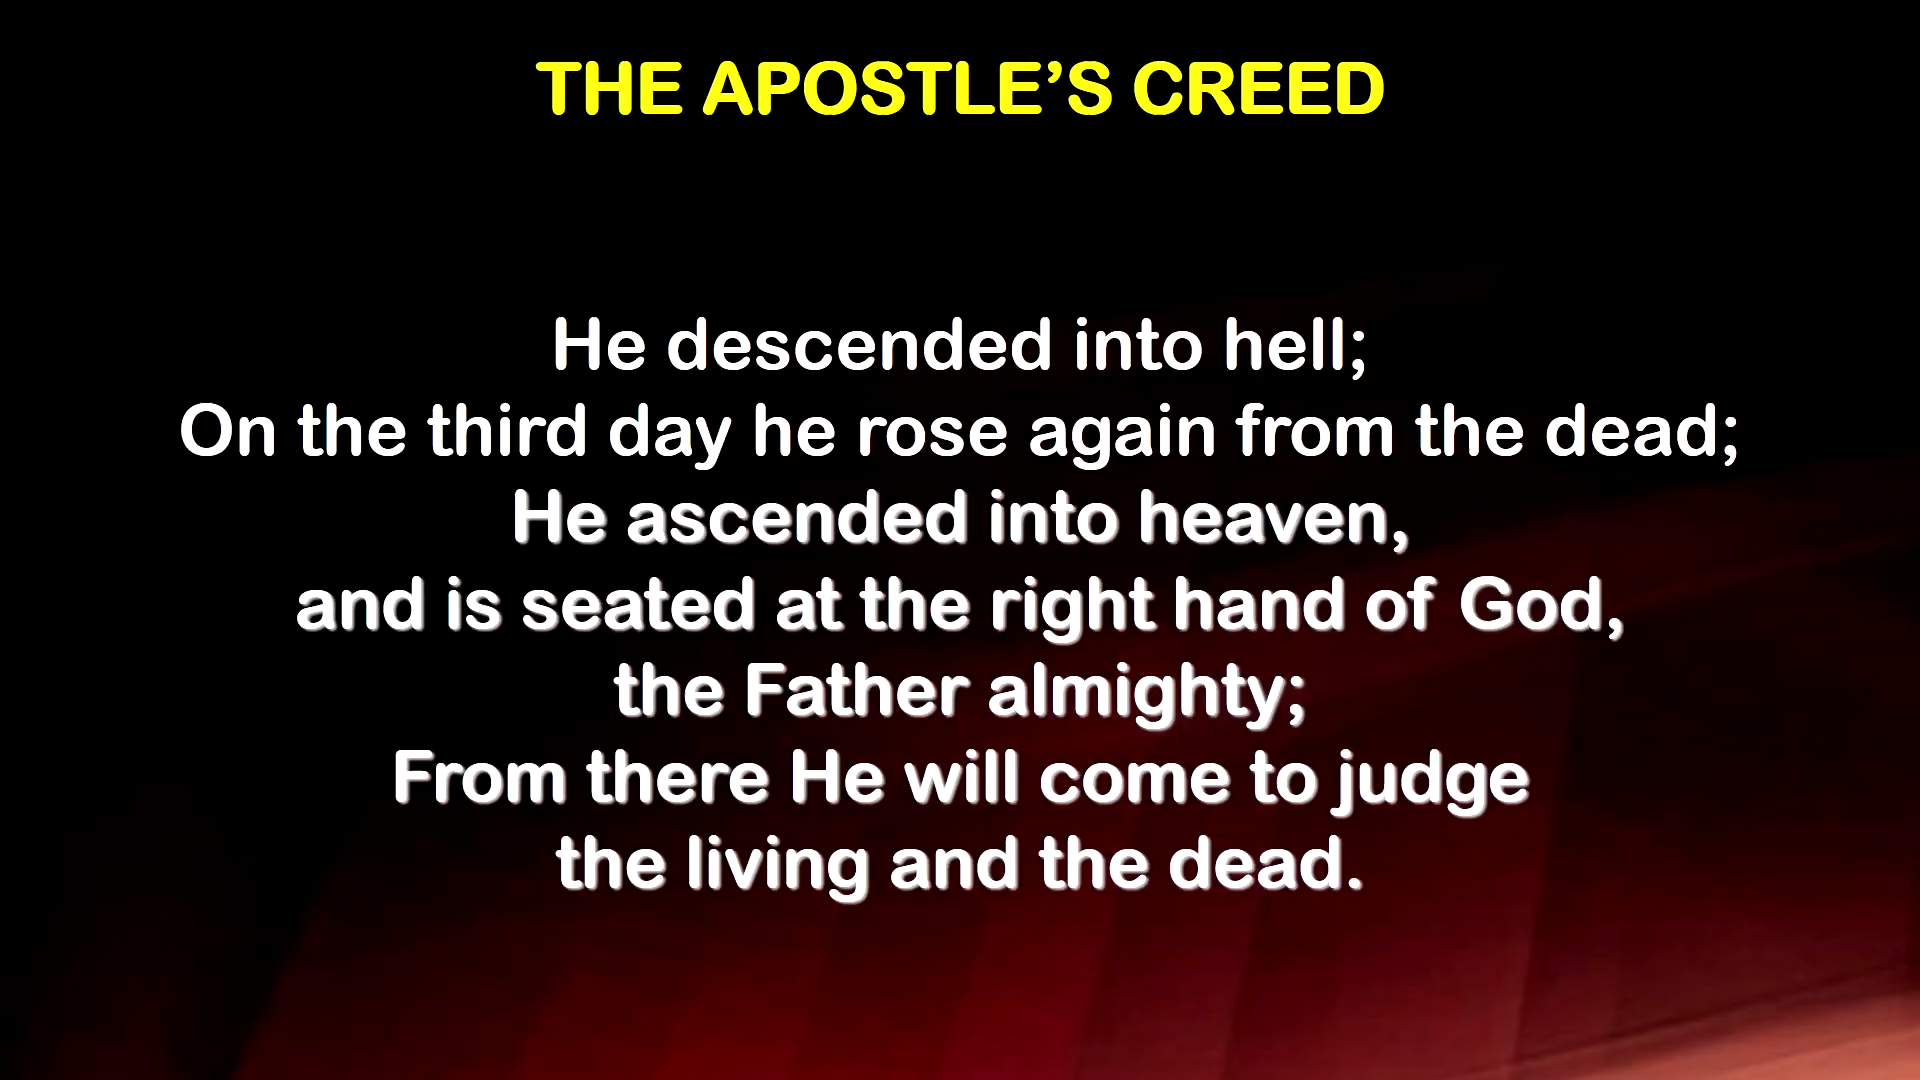 THE APOSTLE’S CREED
He descended into hell;
On the third day he rose again from the dead;
He ascended into heaven,
and is seated at the right hand of God,
the Father almighty;
From there He will come to judge
the living and the dead.